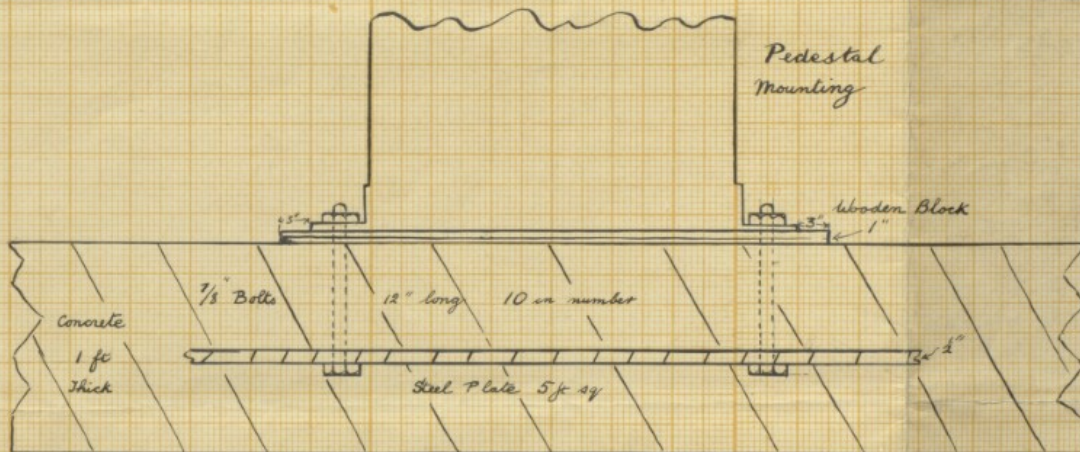 Pedestal
Mounting
3"
3"
Wooden Block
1"
7/8" Bolts 12" long 10 in number
Concrete
1 ft
Thick
1/2"
Steel Plate 5 ft sq